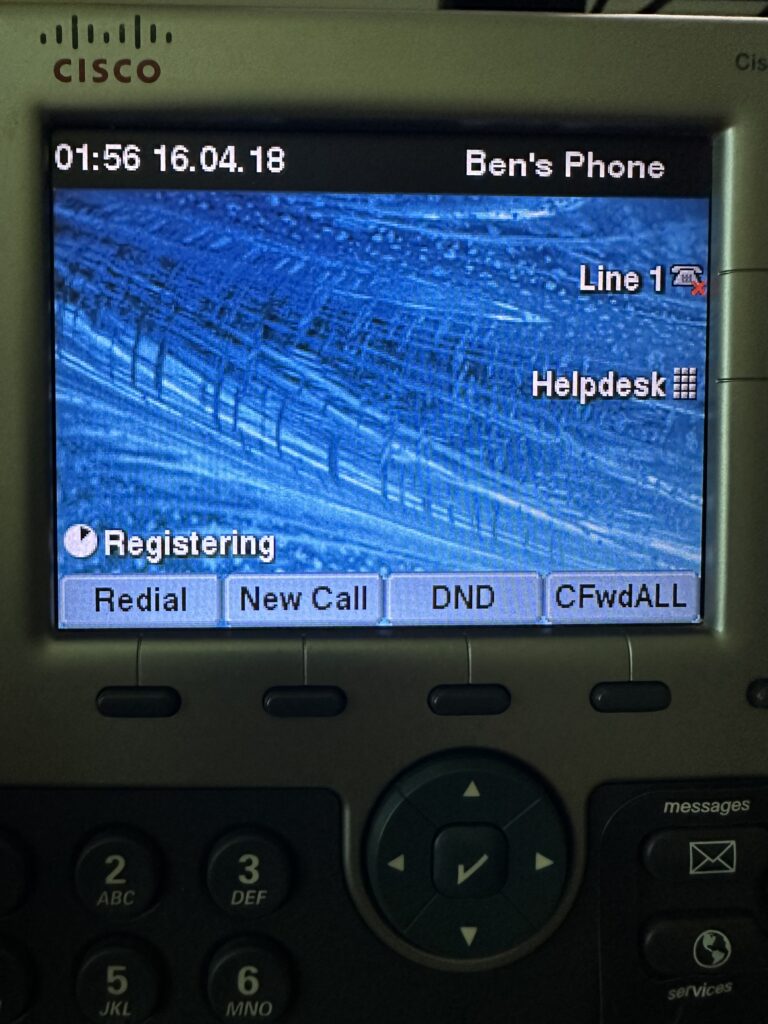 CISCO
Cis
01:56 16.04.18 Ben's Phone
Line 1
Helpdesk
Registering
Redial New Call DND CFwdALL
messages
2 3
ABC DEF
5 6
JKL MNO
services